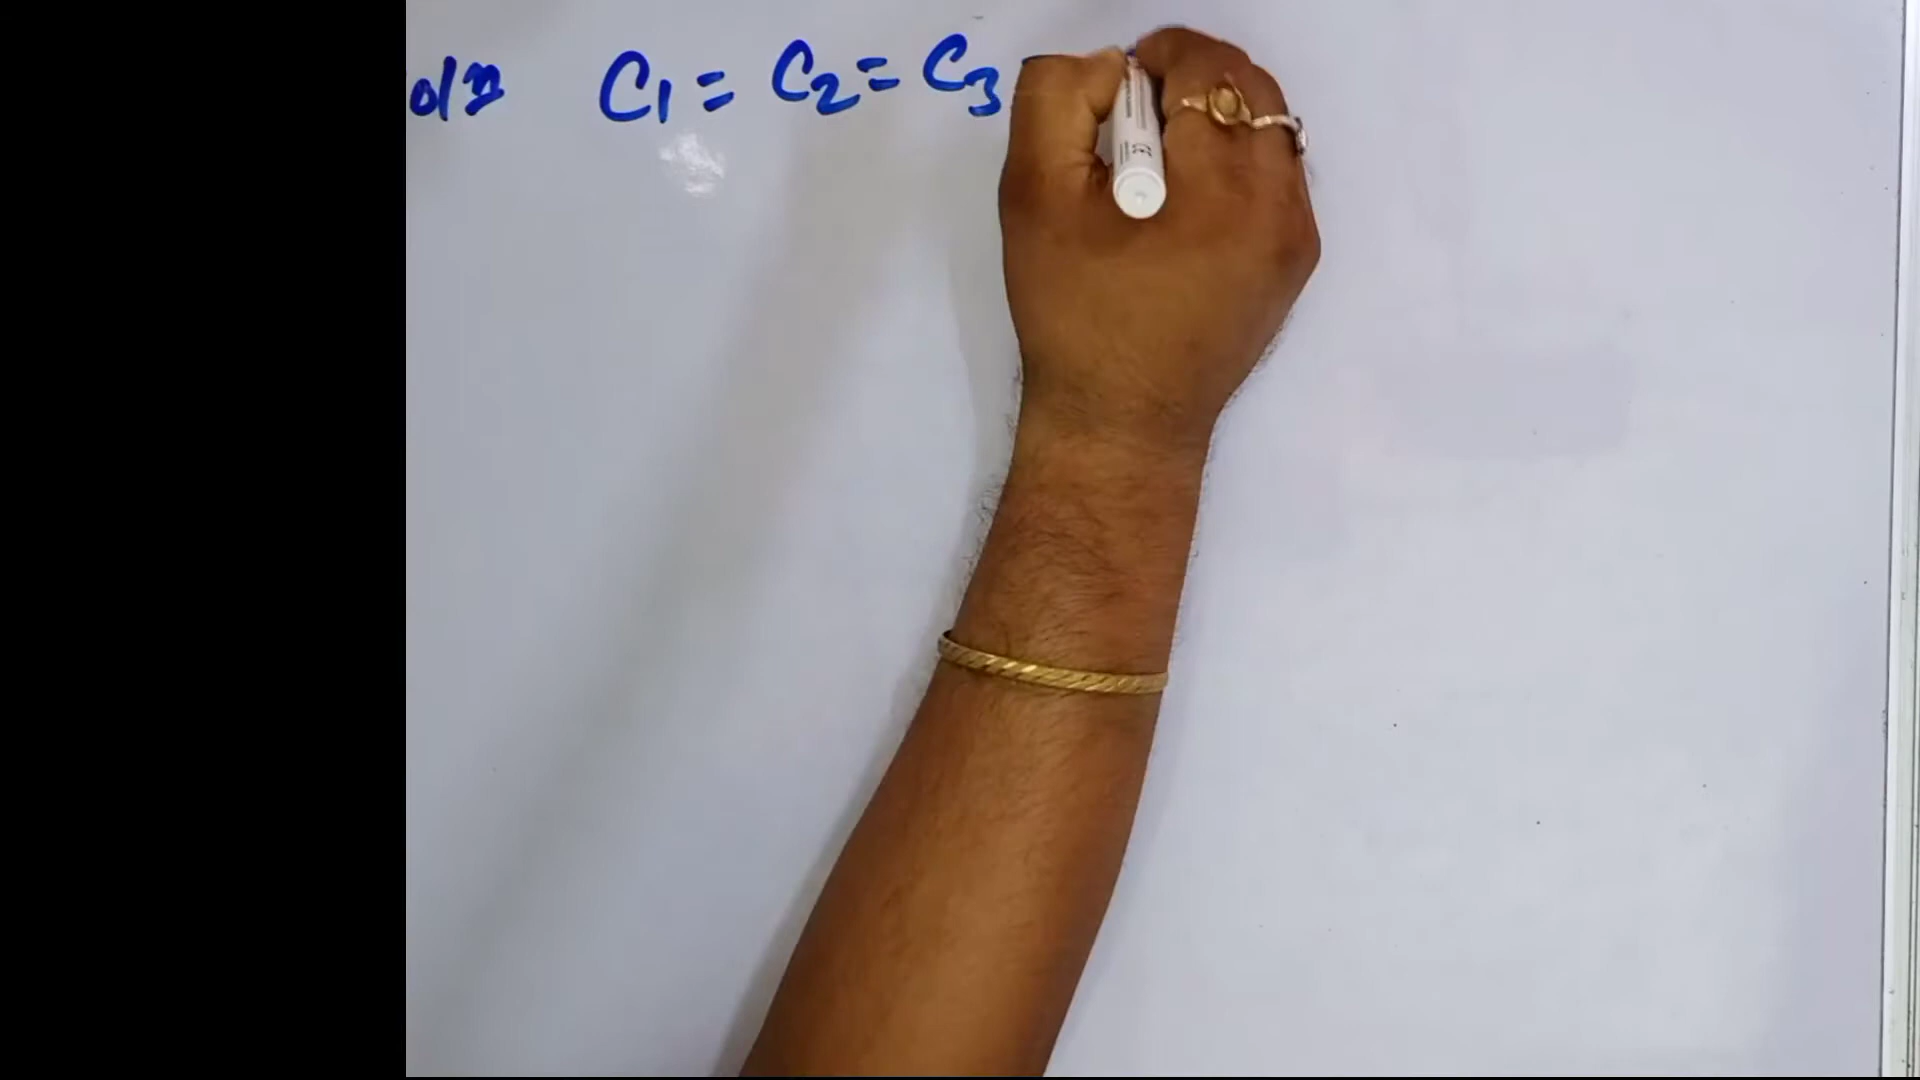 C₁ = C₂ = C₃